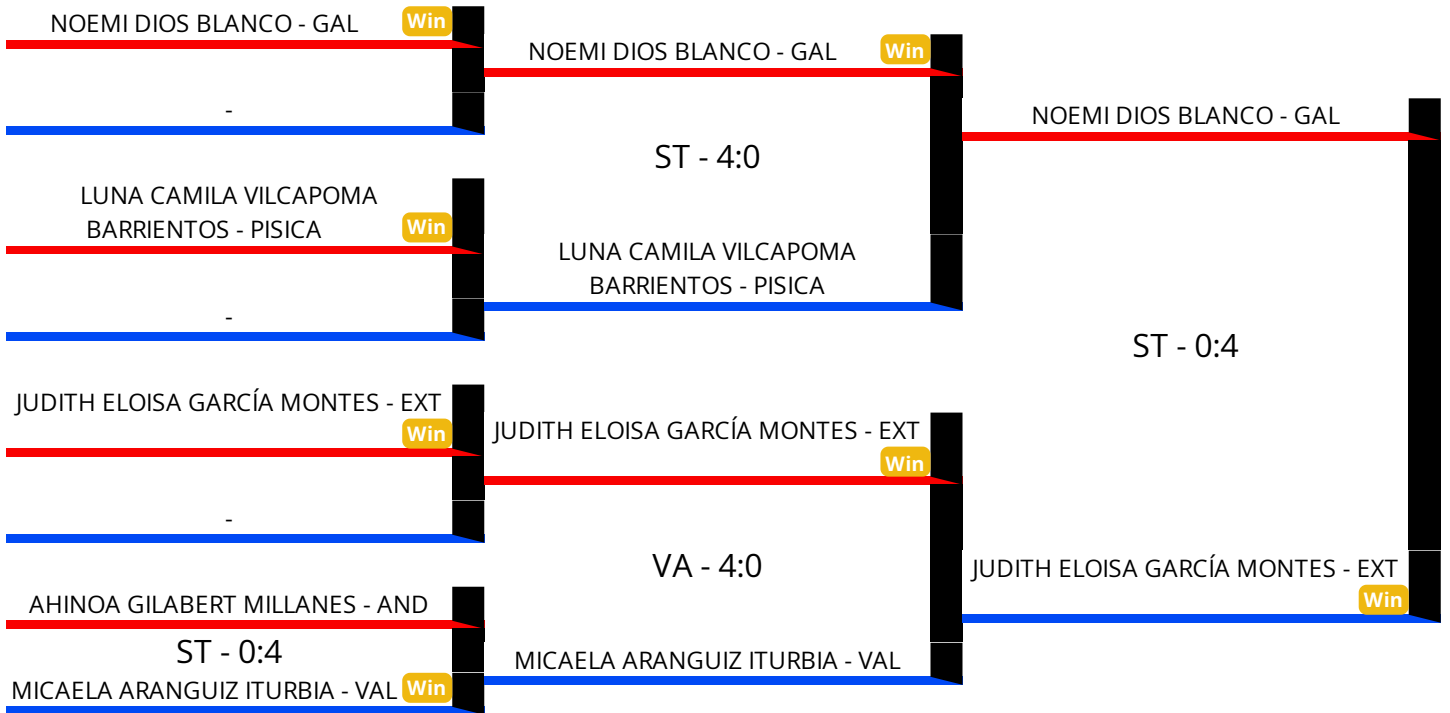 NOEMI DIOS BLANCO - GAL Win
-
LUNA CAMILA VILCAPOMA
BARRIENTOS - PISICA Win
-
JUDITH ELOISA GARCÍA MONTES - EXT
Win
-
AHINOA GILABERT MILLANES - AND
ST - 0:4
MICAELA ARANGUIZ ITURBIA - VAL Win
NOEMI DIOS BLANCO - GAL Win
ST - 4:0
LUNA CAMILA VILCAPOMA
BARRIENTOS - PISICA
JUDITH ELOISA GARCÍA MONTES - EXT
Win
VA - 4:0
MICAELA ARANGUIZ ITURBIA - VAL
NOEMI DIOS BLANCO - GAL
ST - 0:4
JUDITH ELOISA GARCÍA MONTES - EXT
Win